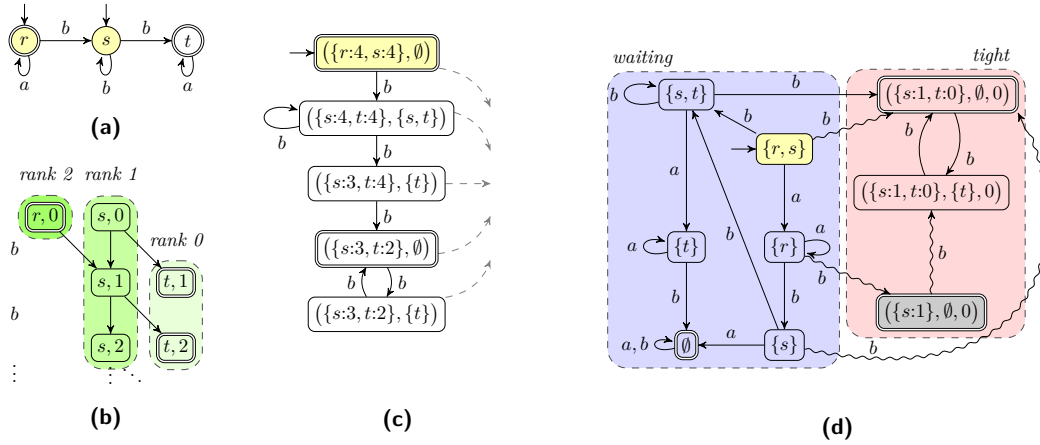 r
b
s
b
t
a
b
a
(a)
rank 2
rank 1
rank 0
r, 0
s, 0
b
s, 1
t, 1
b
s, 2
t, 2
⋮
⋮
⋱
(b)
({r:4, s:4}, ∅)
b
({s:4, t:4}, {s, t})
b
b
({s:3, t:4}, {t})
b
({s:3, t:2}, ∅)
b
b
({s:3, t:2}, {t})
(c)
waiting
tight
b
{s, t}
b
({s:1, t:0}, ∅, 0)
b
b
{r, s}
b
b
a
a
b
({s:1, t:0}, {t}, 0)
a
{t}
{r}
a
b
b
b
b
({s:1}, ∅, 0)
a, b
∅
a
{s}
b
(d)